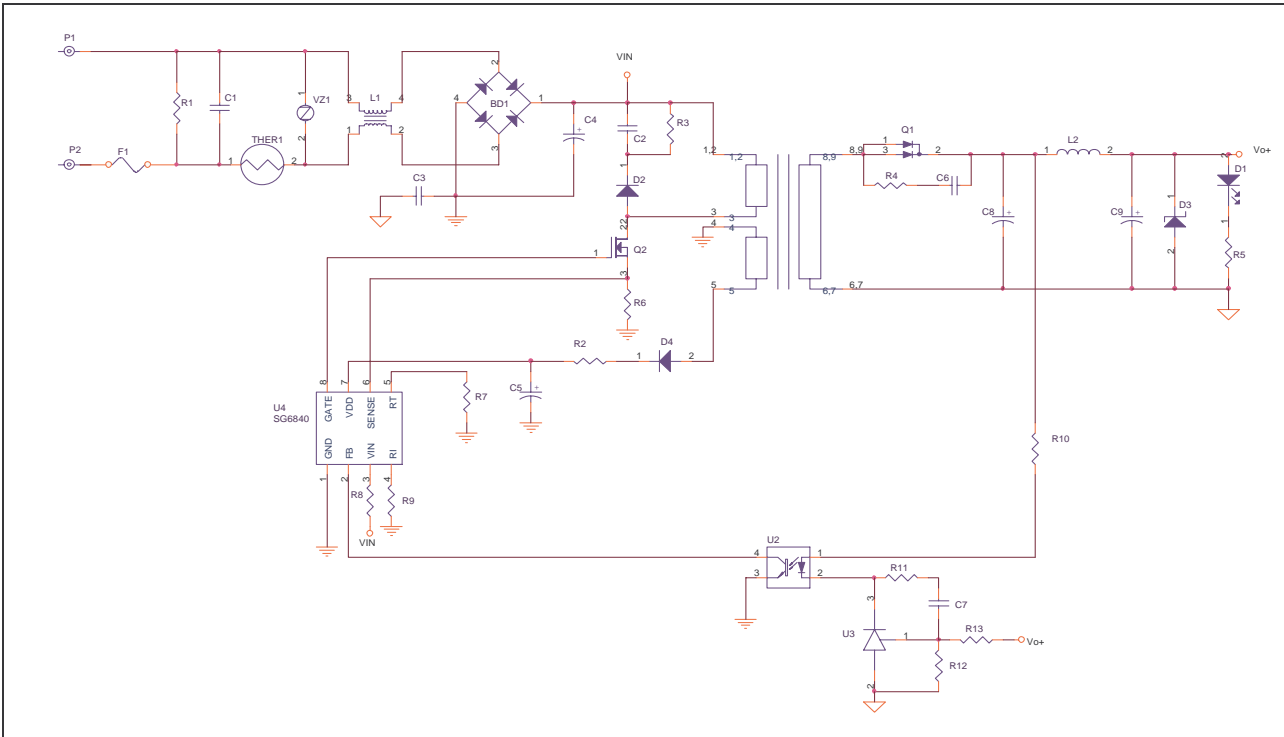 P1
VIN
R1
C1
VZ1
1
2
3
L1
4
1
2
2
BD1
4
1
3
C4
C2
R3
P2
F1
THER1
1
2
C3
1
D2
22
Q2
1
3
R6
1,2
1,2
3
3
4
4
5
5
8,9
8,9
6,7
6,7
Q1
1
3
2
R4
C6
L2
1
2
Vo+
C8
C9
1
D3
2
2
D1
1
R5
R2
D4
1
2
C5
R7
U4
SG6840
8
7
6
5
GATE
VDD
SENSE
RT
GND
FB
VIN
RI
1
2
3
4
R8
R9
VIN
R10
U2
4
1
3
2
R11
C7
3
U3
1
R13
Vo+
R12
2